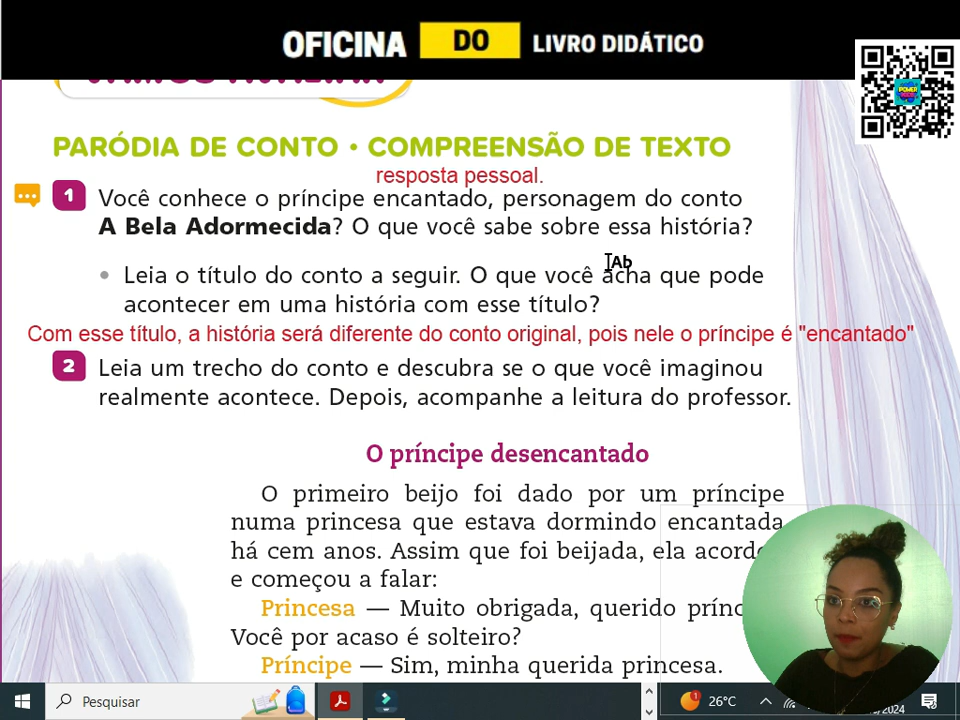 OFICINA DO LIVRO DIDÁTICO
PARÓDIA DE CONTO • COMPREENSÃO DE TEXTO
resposta pessoal.
1 Você conhece o príncipe encantado, personagem do conto
A Bela Adormecida? O que você sabe sobre essa história?
• Leia o título do conto a seguir. O que você acha que pode
acontecer em uma história com esse título?
Com esse título, a história será diferente do conto original, pois nele o príncipe é "encantado"
2 Leia um trecho do conto e descubra se o que você imaginou
realmente acontece. Depois, acompanhe a leitura do professor.
O príncipe desencantado
O primeiro beijo foi dado por um príncipe
numa princesa que estava dormindo encantada
há cem anos. Assim que foi beijada, ela
e começou a falar:
Princesa — Muito obrigada, querido
Você por acaso é solteiro?
Príncipe — Sim, minha querida princesa.
Pesquisar
26°C